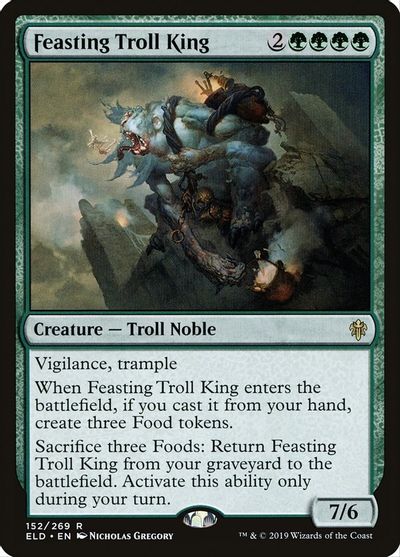 Feasting Troll King 2
Creature — Troll Noble
Vigilance, trample
When Feasting Troll King enters the
battlefield, if you cast it from your hand,
create three Food tokens.
Sacrifice three Foods: Return Feasting
Troll King from your graveyard to the
battlefield. Activate this ability only
during your turn.
7/6
152/269 R
ELD • EN Nicholas Gregory
™ & © 2019 Wizards of the Coast